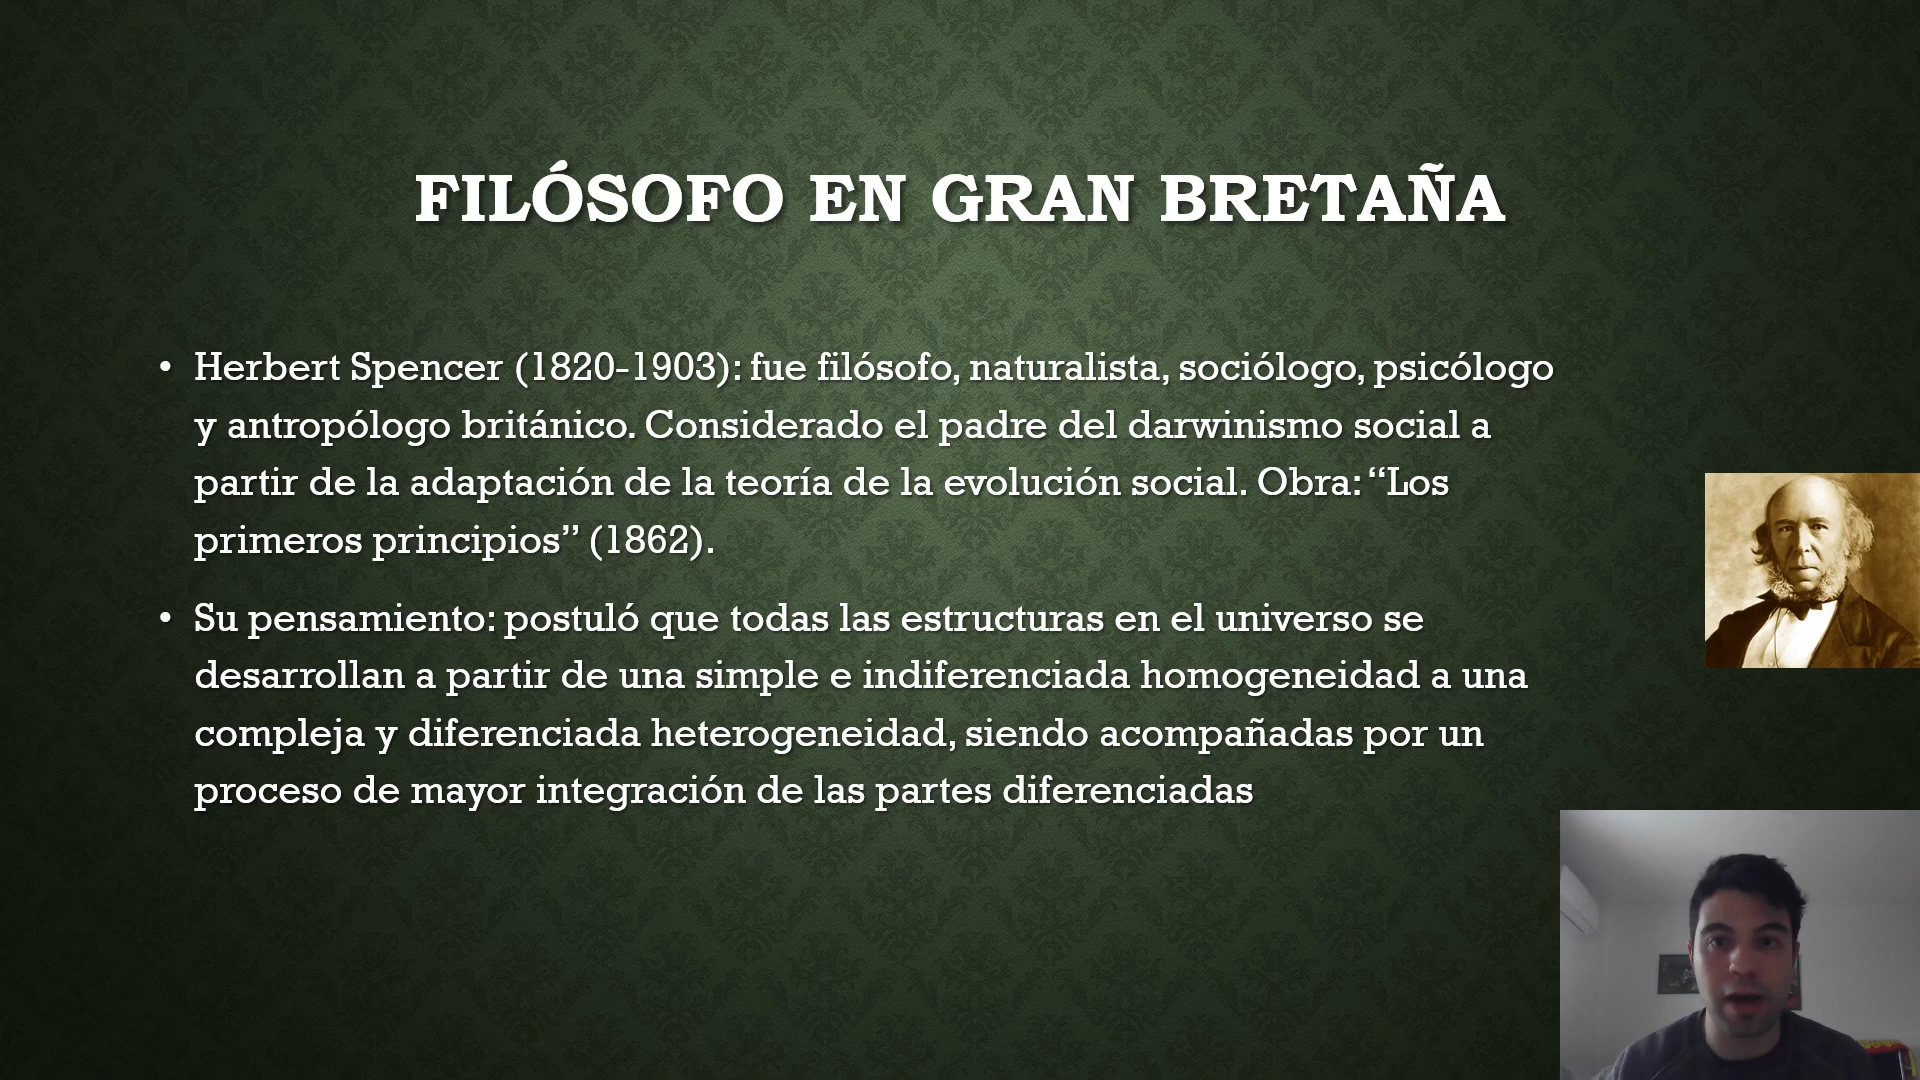 FILÓSOFO EN GRAN BRETAÑA
• Herbert Spencer (1820-1903): fue filósofo, naturalista, sociólogo, psicólogo
y antropólogo británico. Considerado el padre del darwinismo social a
partir de la adaptación de la teoría de la evolución social. Obra: “Los
primeros principios” (1862).
• Su pensamiento: postuló que todas las estructuras en el universo se
desarrollan a partir de una simple e indiferenciada homogeneidad a una
compleja y diferenciada heterogeneidad, siendo acompañadas por un
proceso de mayor integración de las partes diferenciadas